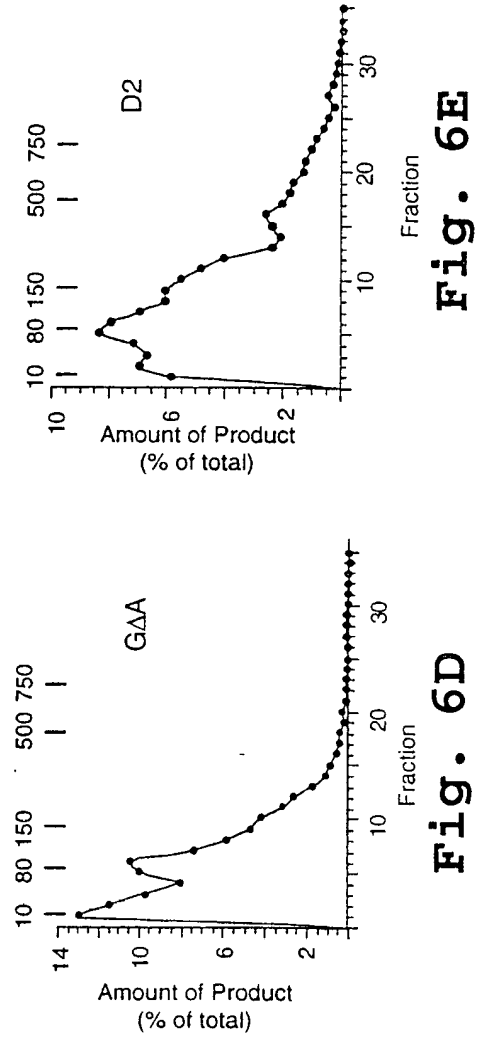 10 80 150 500 750
GΔA
14
10
6
2
Amount of Product
(% of total)
10 20 30
Fraction
Fig. 6D
10 80 150 500 750
D2
10
6
2
Amount of Product
(% of total)
10 20 30
Fraction
Fig. 6E